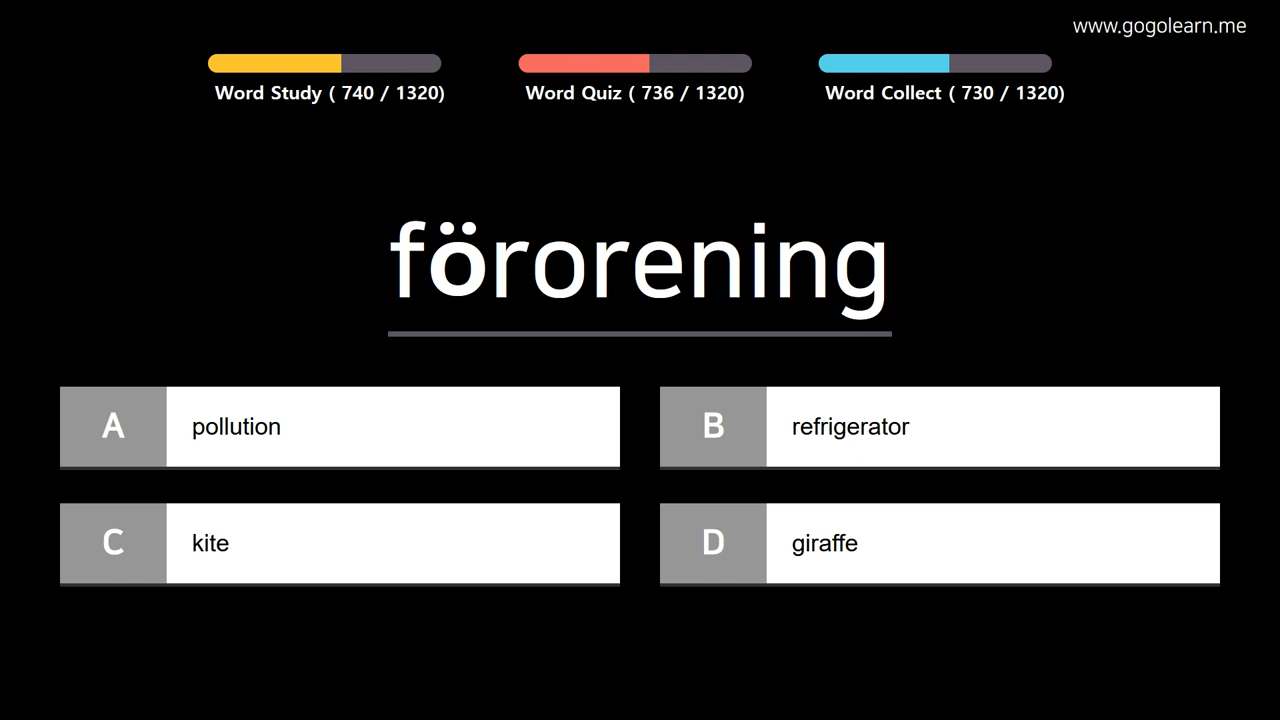 www.gogolearn.me
Word Study ( 740 / 1320)
Word Quiz ( 736 / 1320)
Word Collect ( 730 / 1320)
förorening
A pollution
B refrigerator
C kite
D giraffe